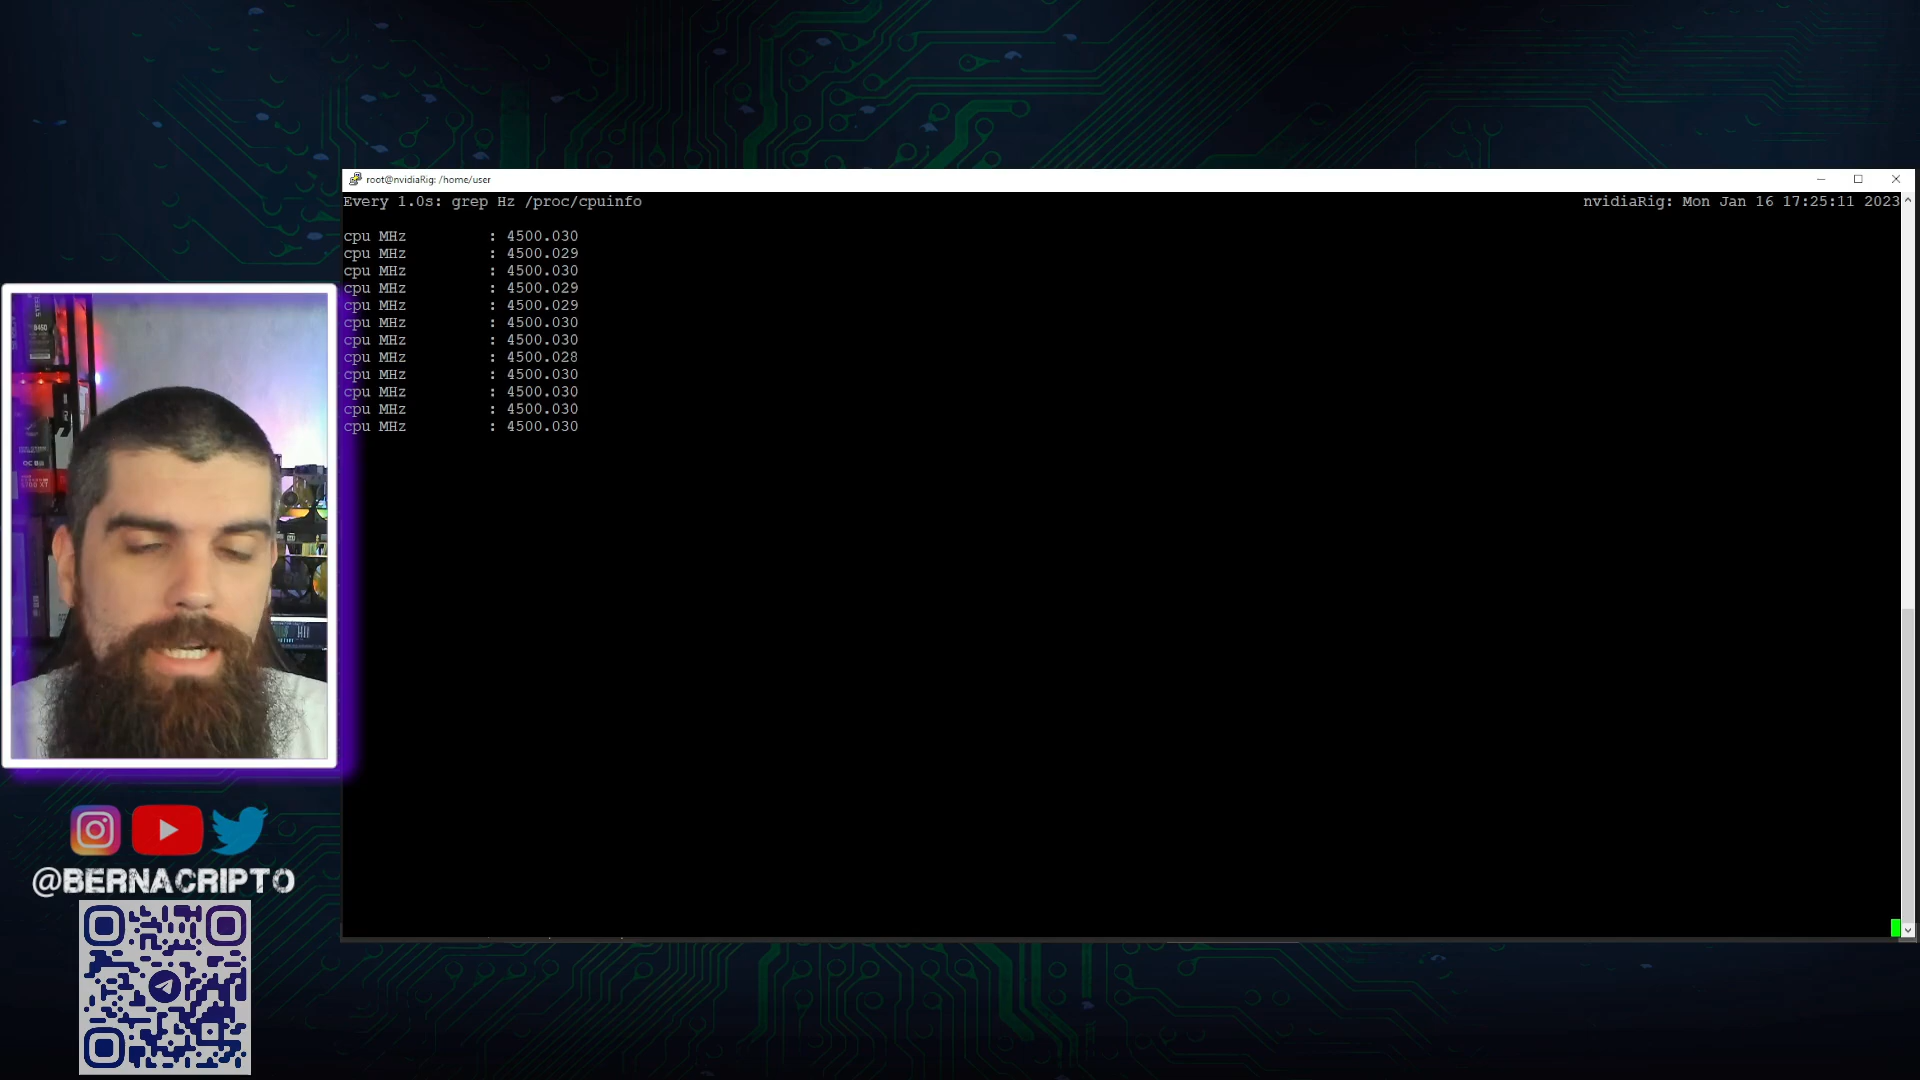 root@nvidiaRig: /home/user
Every 1.0s: grep Hz /proc/cpuinfo
nvidiaRig: Mon Jan 16 17:25:11 2023
cpu MHz : 4500.030
cpu MHz : 4500.029
cpu MHz : 4500.030
cpu MHz : 4500.029
cpu MHz : 4500.029
cpu MHz : 4500.030
cpu MHz : 4500.030
cpu MHz : 4500.028
cpu MHz : 4500.030
cpu MHz : 4500.030
cpu MHz : 4500.030
cpu MHz : 4500.030
@BERNACRIPTO